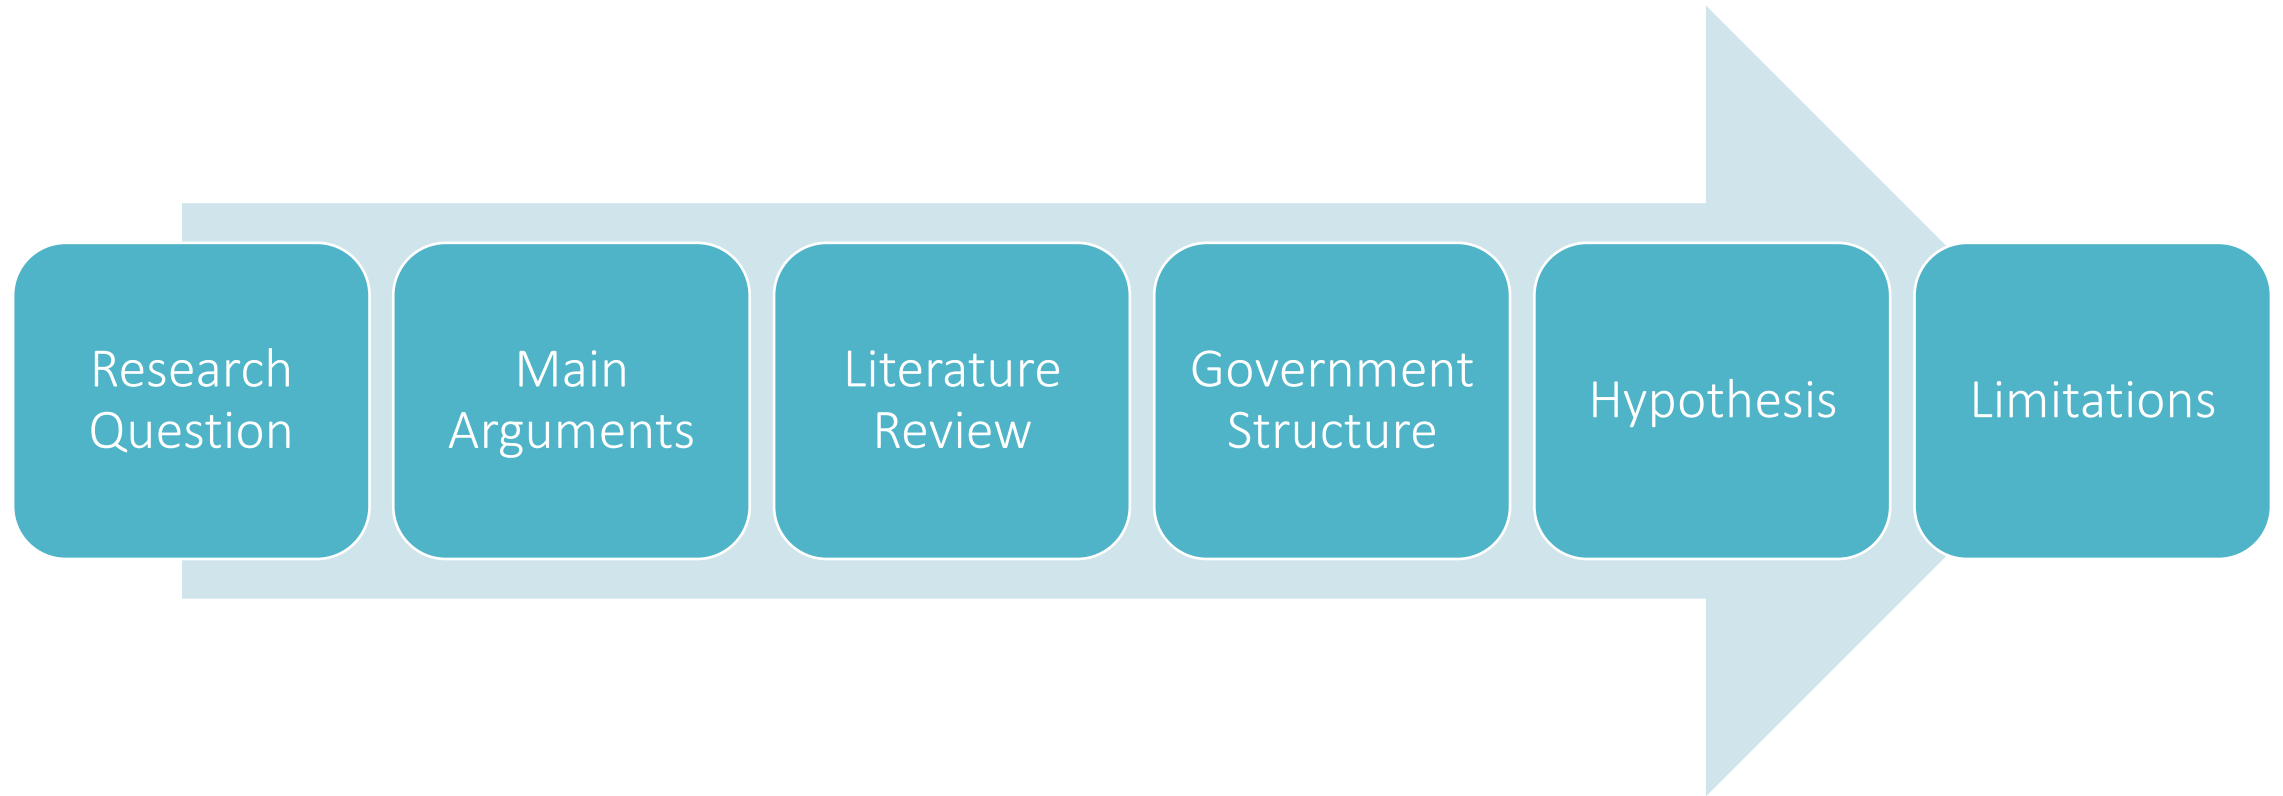 Research
Question
Main
Arguments
Literature
Review
Government
Structure
Hypothesis
Limitations